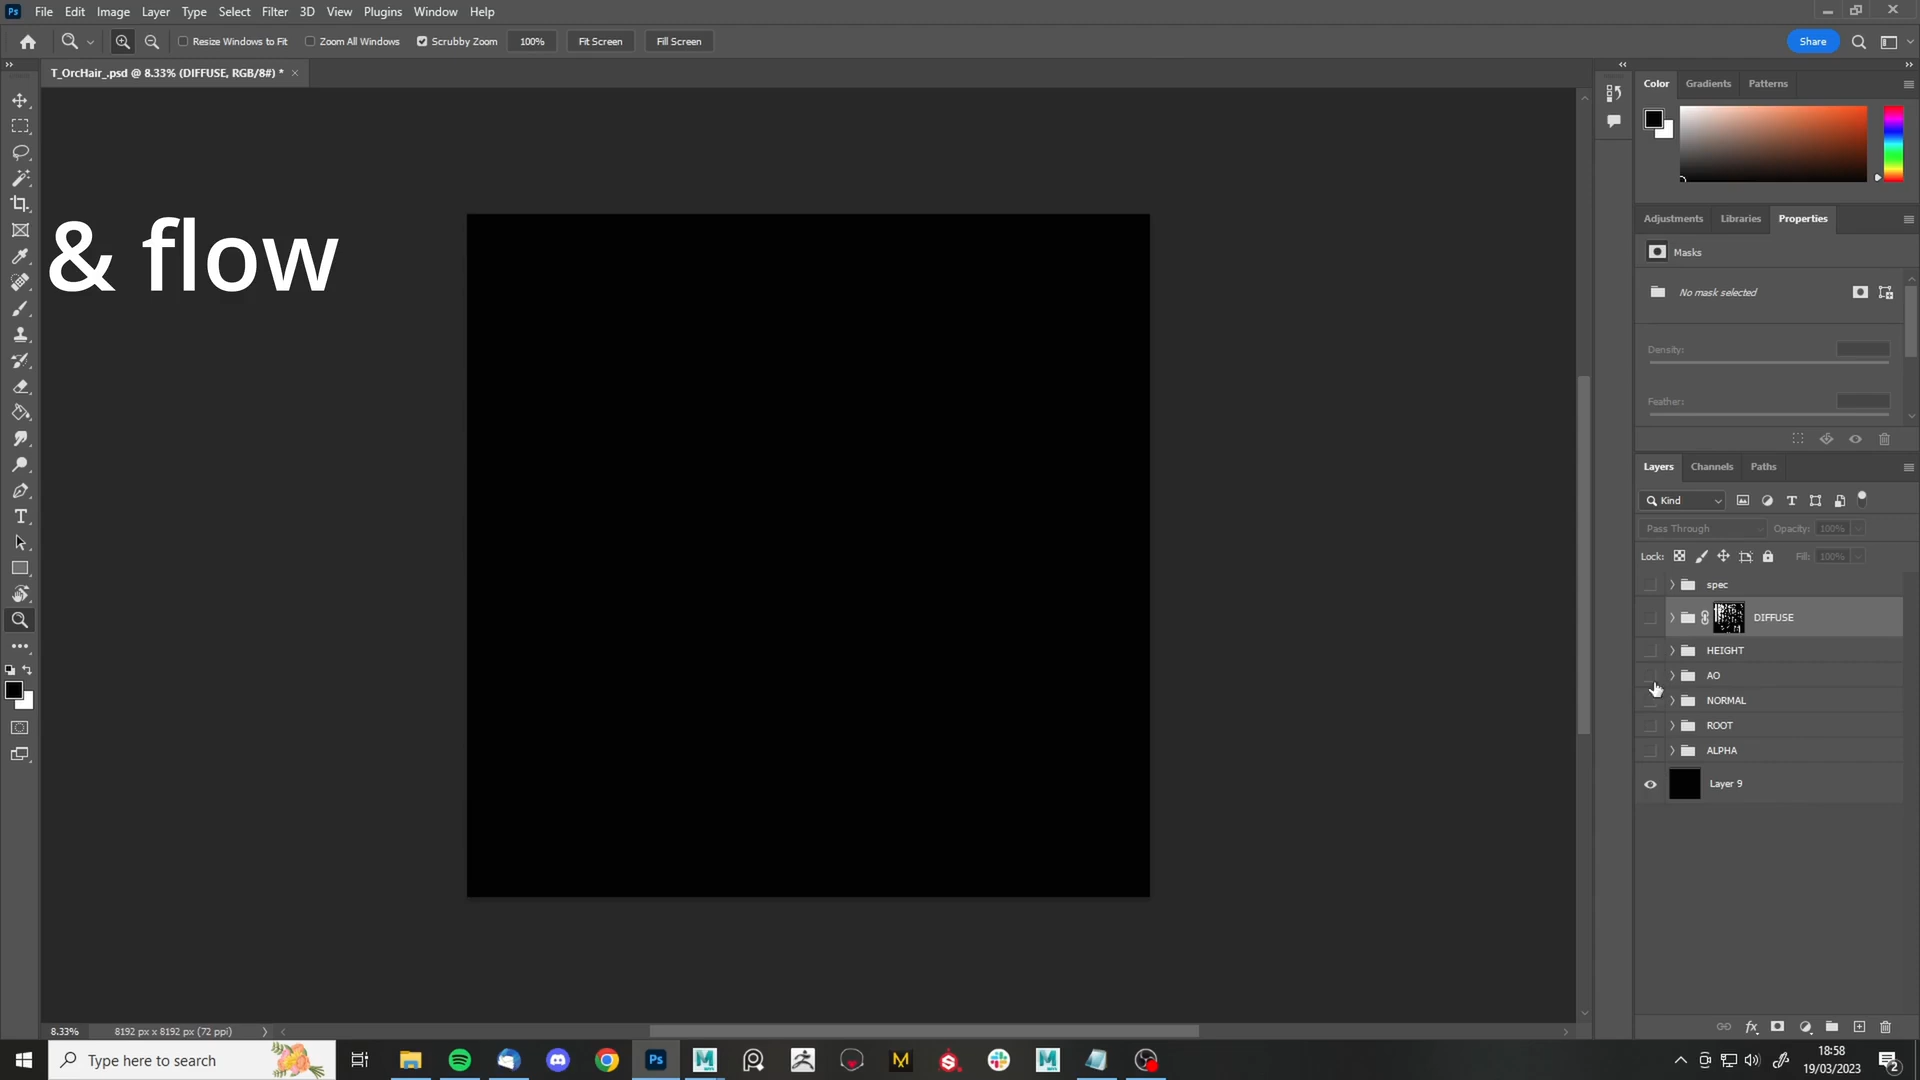 Ps File Edit Image Layer Type Select Filter 3D View Plugins Window Help
Resize Windows to Fit Zoom All Windows Scrubby Zoom 100% Fit Screen Fill Screen Share
T_OrcHair_.psd @ 8.33% (DIFFUSE, RGB/8#) *
Color Gradients Patterns
& flow
Adjustments Libraries Properties
Masks
No mask selected
Density:
Feather:
Layers Channels Paths
Kind
Pass Through Opacity: 100%
Lock: Fill: 100%
spec
DIFFUSE
HEIGHT
AO
NORMAL
ROOT
ALPHA
Layer 9
8.33% 8192 px x 8192 px (72 ppi)
Type here to search
18:58
19/03/2023
2